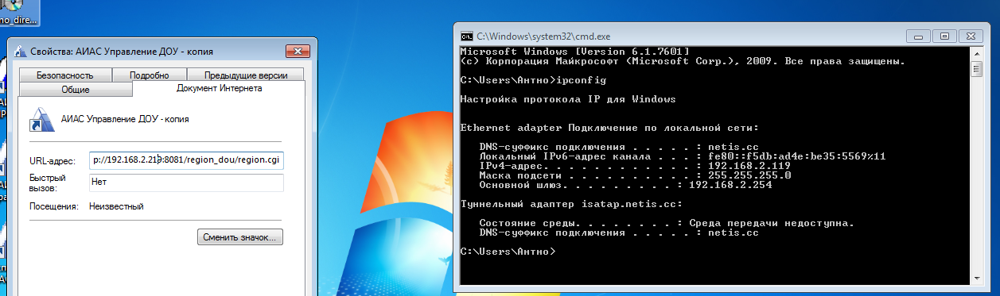 no_dire...
Свойства: АИАС Управление ДОУ - копия
Безопасность
Подробно
Предыдущие версии
Общие
Документ Интернета
АИАС Управление ДОУ - копия
URL-адрес:
p://192.168.2.219:8081/region_dou/region.cgi
Быстрый вызов:
Нет
Посещения: Неизвестный
Сменить значок...
C:\Windows\system32\cmd.exe
Microsoft Windows [Version 6.1.7601]
(c) Корпорация Майкрософт (Microsoft Corp.), 2009. Все права защищены.
C:\Users\Антно>ipconfig
Настройка протокола IP для Windows
Ethernet adapter Подключение по локальной сети:
DNS-суффикс подключения . . . . . : netis.cc
Локальный IPv6-адрес канала . . . : fe80::f5db:ad4e:be35:5569%11
IPv4-адрес. . . . . . . . . . . . : 192.168.2.119
Маска подсети . . . . . . . . . . : 255.255.255.0
Основной шлюз. . . . . . . . . : 192.168.2.254
Туннельный адаптер isatap.netis.cc:
Состояние среды. . . . . . . . : Среда передачи недоступна.
DNS-суффикс подключения . . . . . : netis.cc
C:\Users\Антно>